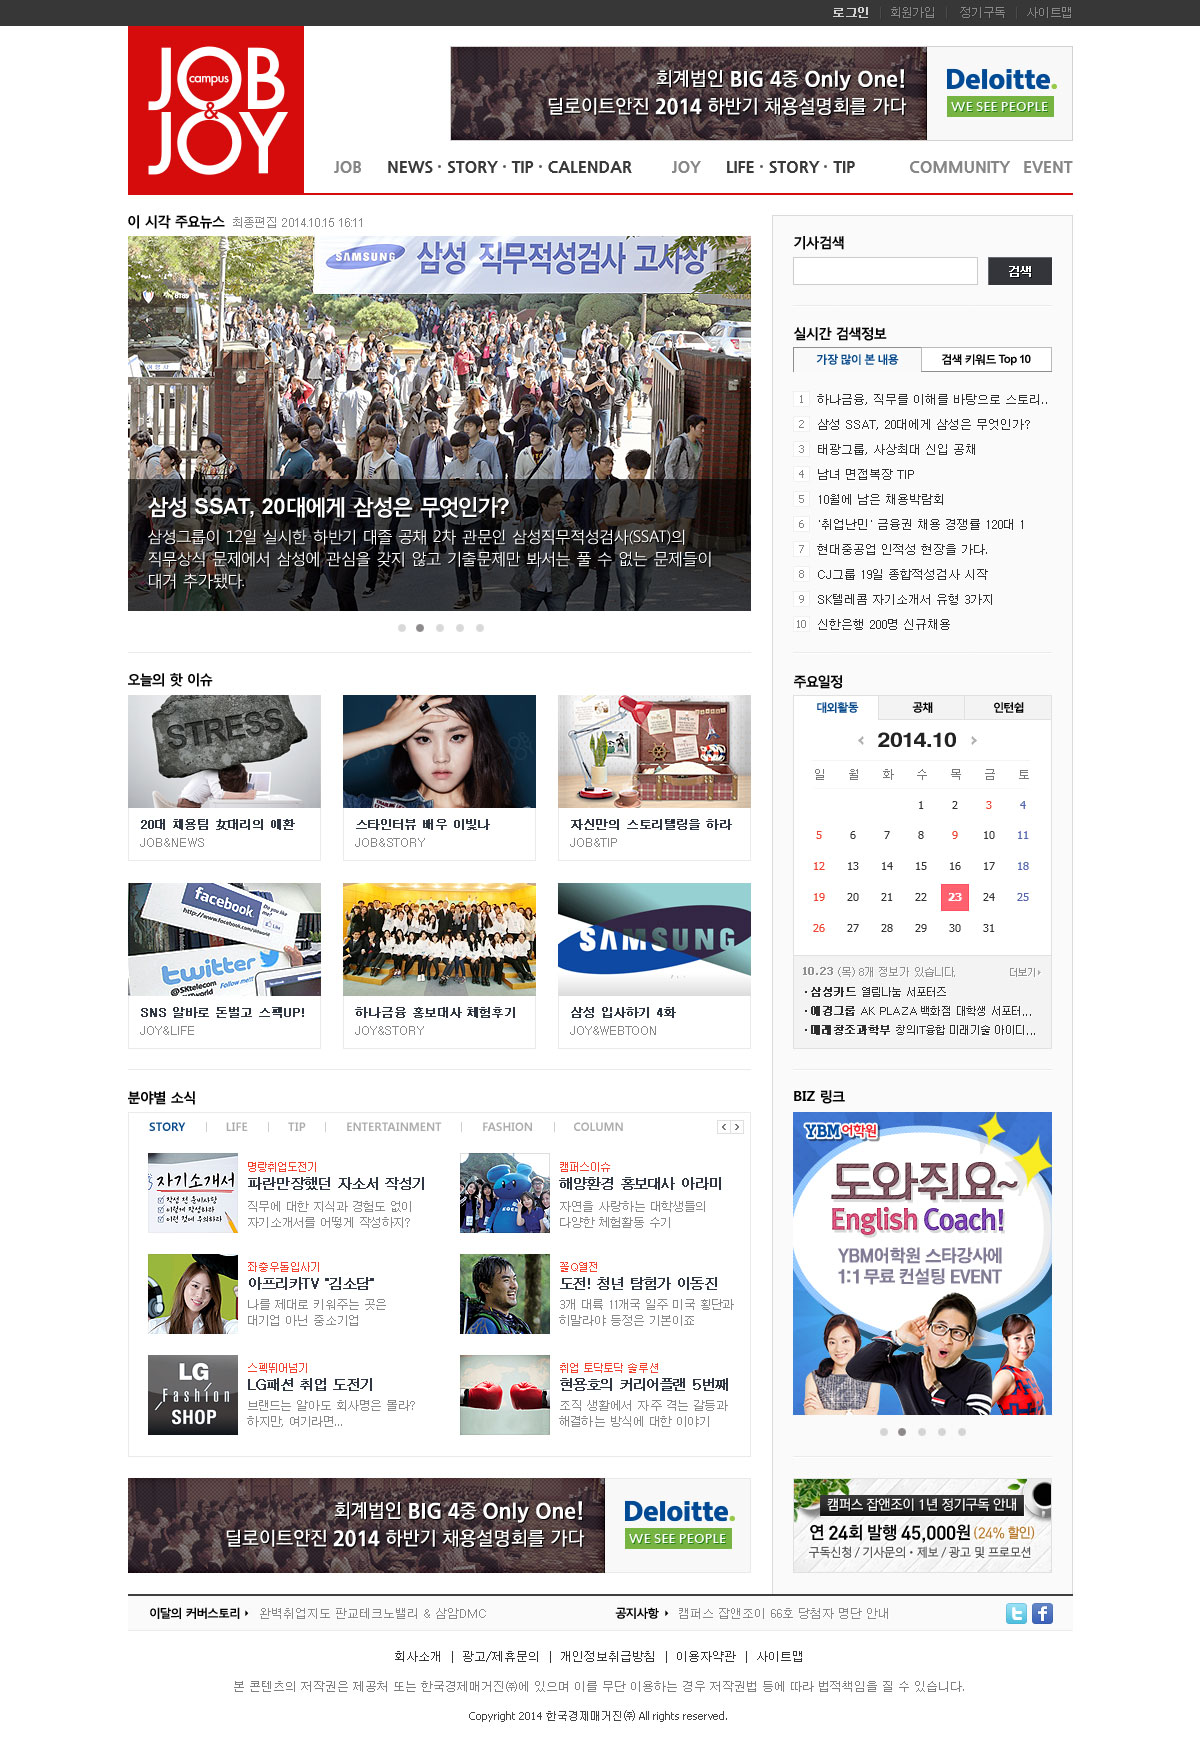 로그인 | 회원가입 | 정기구독 | 사이트맵
JOB
campus
&
JOY
회계법인 BIG 4중 Only One!
딜로이트안진 2014 하반기 채용설명회를 가다
Deloitte.
WE SEE PEOPLE
JOB NEWS · STORY · TIP · CALENDAR JOY LIFE · STORY · TIP COMMUNITY EVENT
이 시각 주요뉴스 최종편집 2014.10.15 16:11
SAMSUNG 삼성 직무적성검사 고사장
삼성 SSAT, 20대에게 삼성은 무엇인가?
삼성그룹이 12일 실시한 하반기 대졸 공채 2차 관문인 삼성직무적성검사(SSAT)의
직무상식 문제에서 삼성에 관심을 갖지 않고 기출문제만 봐서는 풀 수 없는 문제들이
대거 추가됐다.
오늘의 핫 이슈
STRESS
20대 채용팀 女대리의 애환
JOB&NEWS
스타인터뷰 배우 이빛나
JOB&STORY
자신만의 스토리텔링을 하라
JOB&TIP
facebook
Do you like me?
Like
http://www.facebook.com/sktworld
twitter
@SKtelecom
Follow me!!
SNS 알바로 돈벌고 스펙UP!
JOY&LIFE
하나금융 홍보대사 체험후기
JOY&STORY
SAMSUNG
삼성 입사하기 4화
JOY&WEBTOON
분야별 소식
STORY | LIFE | TIP | ENTERTAINMENT | FASHION | COLUMN
자기소개서
명랑취업도전기
파란만장했던 자소서 작성기
직무에 대한 지식과 경험도 없이
자기소개서를 어떻게 작성하지?
캠퍼스이슈
해양환경 홍보대사 아라미
자연을 사랑하는 대학생들의
다양한 체험활동 수기
좌충우돌입사기
아프리카TV "김소담"
나를 제대로 키워주는 곳은
대기업 아닌 중소기업
꼴Q열전
도전! 청년 탐험가 이동진
3개 대륙 11개국 일주 미국 횡단과
히말라야 등정은 기본이죠
LG
Fashion
SHOP
스펙뛰어넘기
LG패션 취업 도전기
브랜드는 알아도 회사명은 몰라?
하지만, 여기라면...
취업 토닥토닥 솔루션
현용호의 커리어플랜 5번째
조직 생활에서 자주 겪는 갈등과
해결하는 방식에 대한 이야기
회계법인 BIG 4중 Only One!
딜로이트안진 2014 하반기 채용설명회를 가다
Deloitte.
WE SEE PEOPLE
기사검색
검색
실시간 검색정보
가장 많이 본 내용 검색 키워드 Top 10
1 하나금융, 직무를 이해를 바탕으로 스토리..
2 삼성 SSAT, 20대에게 삼성은 무엇인가?
3 태광그룹, 사상최대 신입 공채
4 남녀 면접복장 TIP
5 10월에 남은 채용박람회
6 '취업난민' 금융권 채용 경쟁률 120대 1
7 현대중공업 인적성 현장을 가다.
8 CJ그룹 19일 종합적성검사 시작
9 SK텔레콤 자기소개서 유형 3가지
10 신한은행 200명 신규채용
주요일정
대외활동 공채 인턴쉽
2014.10
일 월 화 수 목 금 토
1 2 3 4
5 6 7 8 9 10 11
12 13 14 15 16 17 18
19 20 21 22 23 24 25
26 27 28 29 30 31
10.23 (목) 8개 정보가 있습니다. 더보기
· 삼성카드 열림나눔 서포터즈
· 애경그룹 AK PLAZA 백화점 대학생 서포터...
· 미래창조과학부 창의IT융합 미래기술 아이디...
BIZ 링크
YBM어학원
도와줘요~
English Coach!
YBM어학원 스타강사에
1:1 무료 컨설팅 EVENT
캠퍼스 잡앤조이 1년 정기구독 안내
연 24회 발행 45,000원 (24% 할인)
구독신청 / 기사문의 · 제보 / 광고 및 프로모션
이달의 커버스토리 완벽취업지도 판교테크노밸리 & 상암DMC
공지사항 캠퍼스 잡앤조이 66호 당첨자 명단 안내
회사소개 | 광고/제휴문의 | 개인정보취급방침 | 이용자약관 | 사이트맵
본 콘텐츠의 저작권은 제공처 또는 한국경제매거진㈜에 있으며 이를 무단 이용하는 경우 저작권법 등에 따라 법적책임을 질 수 있습니다.
Copyright 2014 한국경제매거진㈜ All rights reserved.